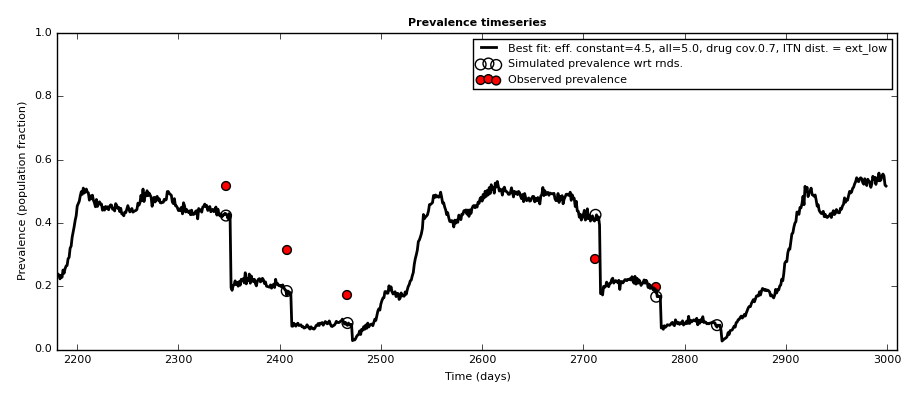 Prevalence timeseries
1.0
0.8
0.6
0.4
0.2
0.0
Prevalence (population fraction)
Best fit: eff. constant=4.5, all=5.0, drug cov.0.7, ITN dist. = ext_low
Simulated prevalence wrt rnds.
Observed prevalence
2200 2300 2400 2500 2600 2700 2800 2900 3000
Time (days)